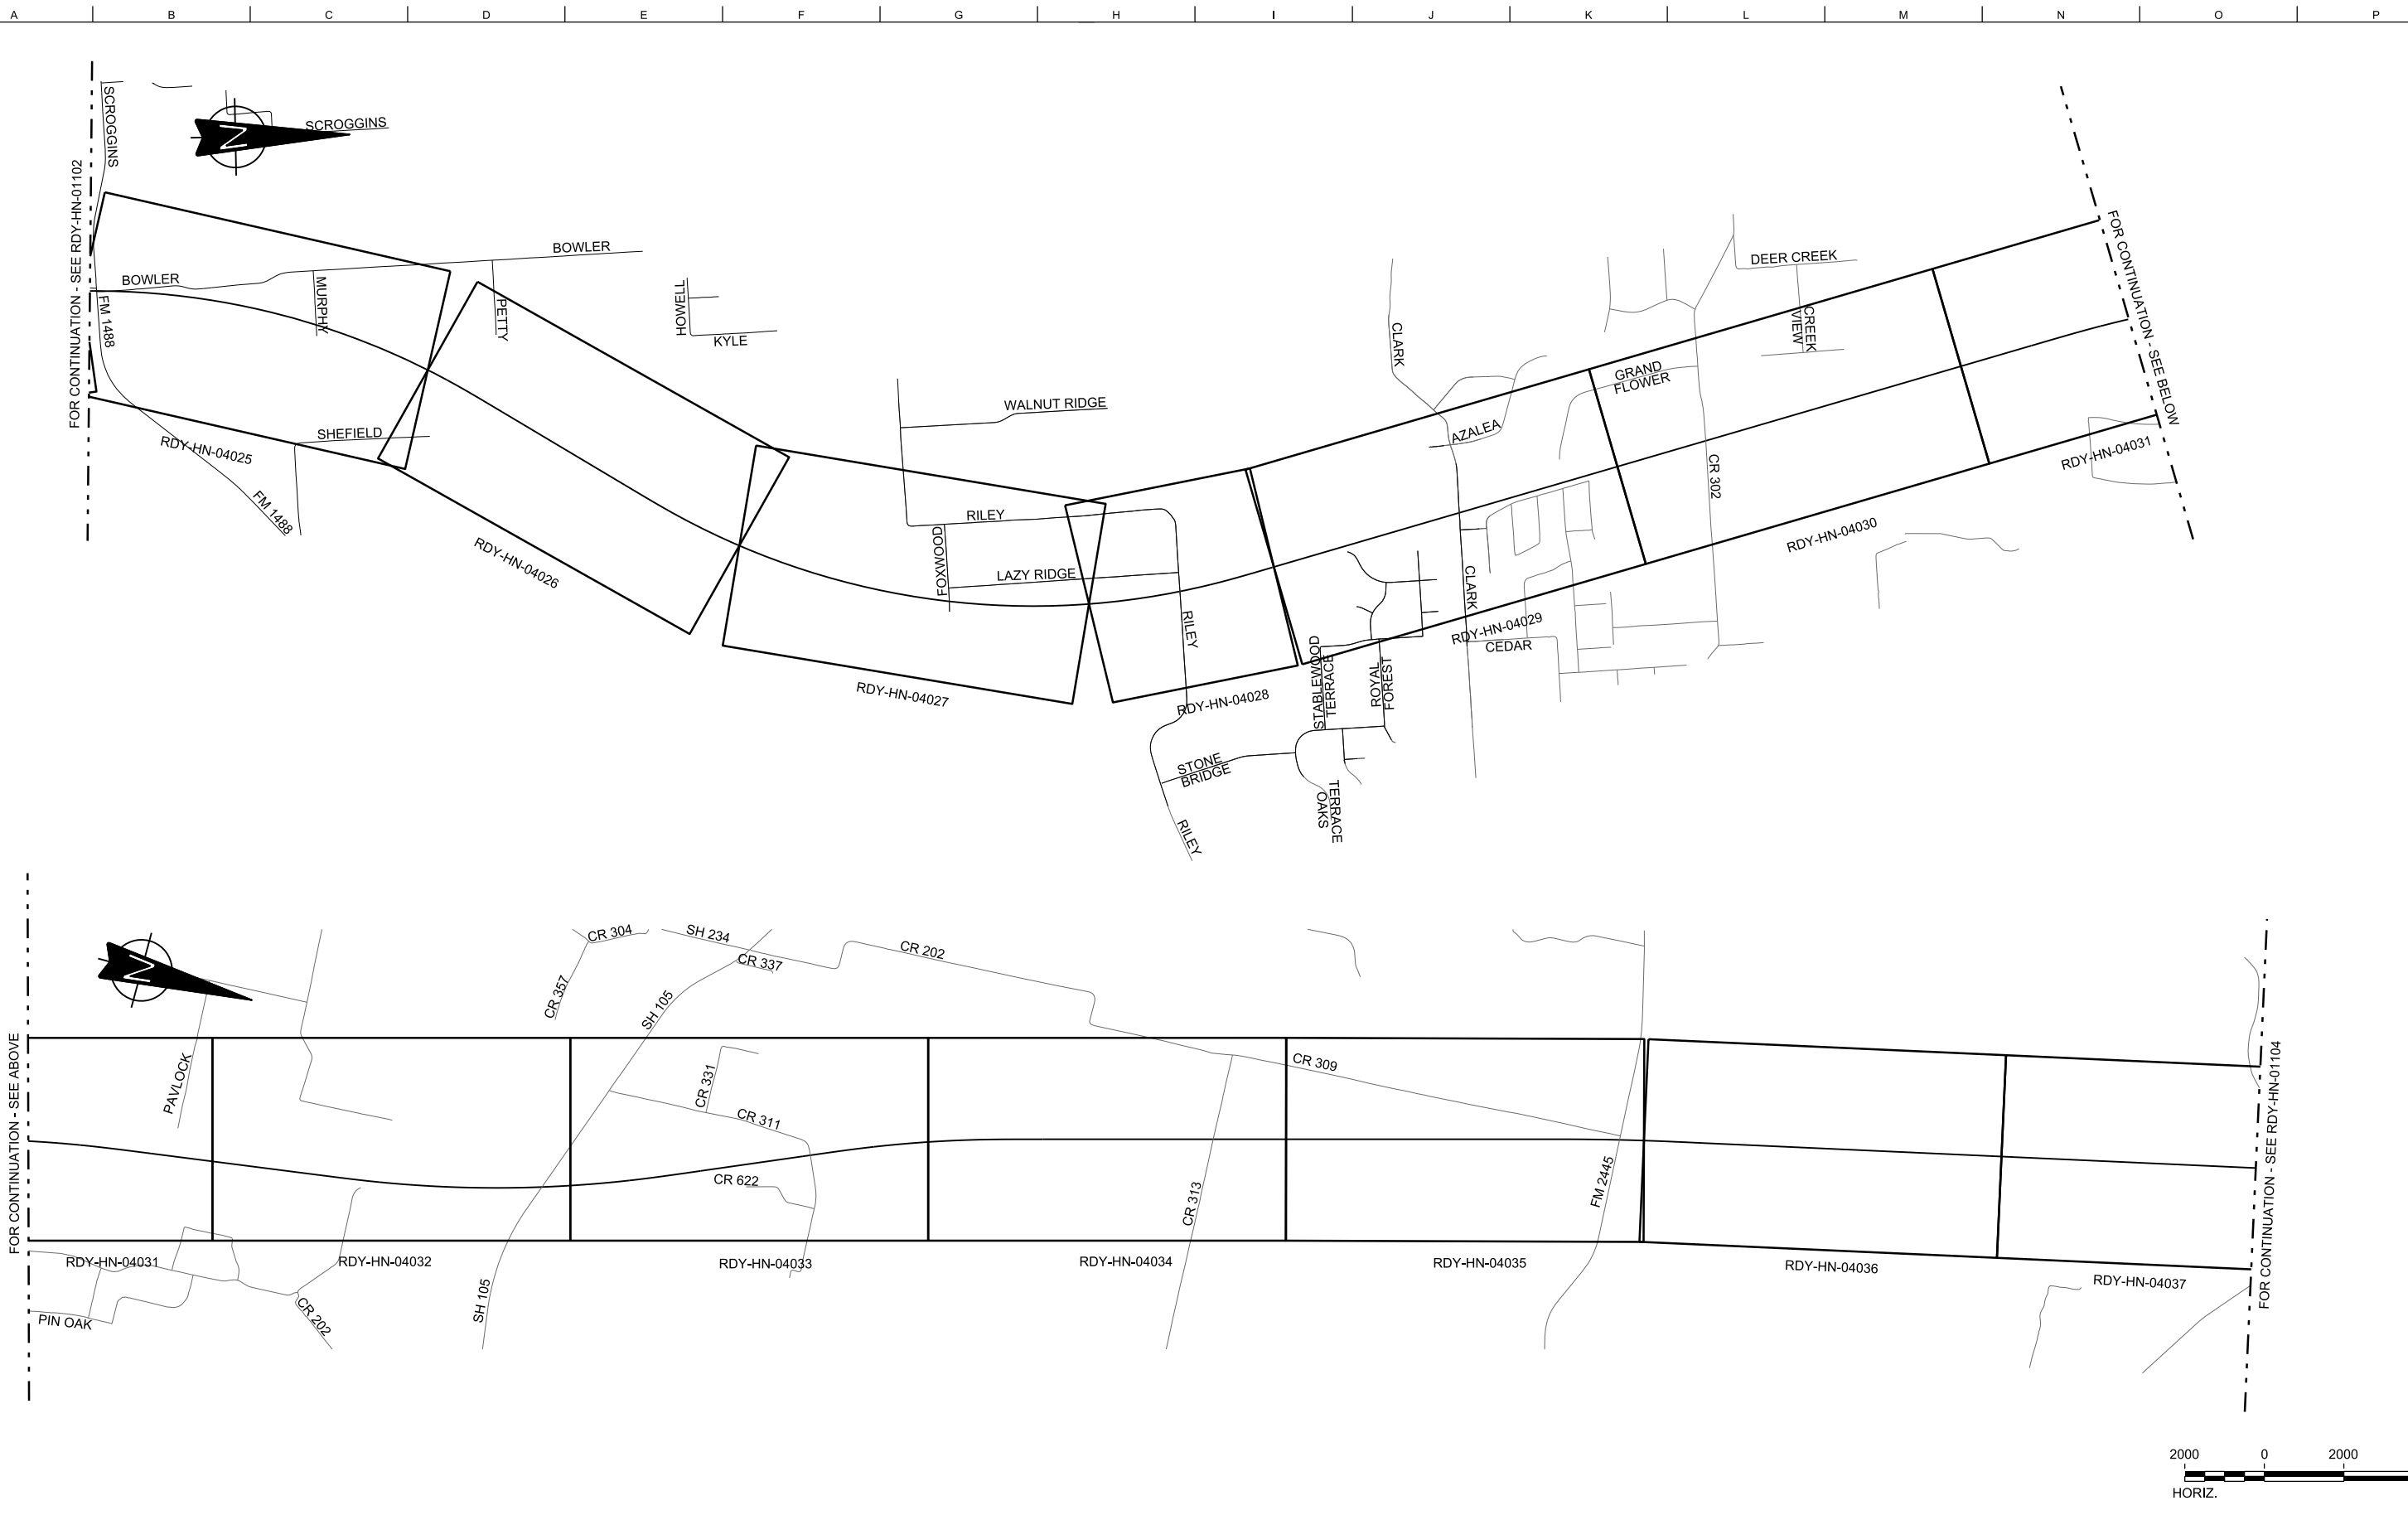 A B C D E F G H I J K L M N O P
FOR CONTINUATION - SEE RDY-HN-01102
SCROGGINS
N
SCROGGINS
BOWLER
BOWLER
FM 1488
MURPHY
PETTY
HOWELL
KYLE
SHEFIELD
RDY-HN-04025
FM 1488
RDY-HN-04026
WALNUT RIDGE
RILEY
FOXWOOD
LAZY RIDGE
RILEY
RDY-HN-04027
RDY-HN-04028
STONE
BRIDGE
RILEY
STABLEWOOD
TERRACE
ROYAL
FOREST
TERRACE
OAKS
CLARK
AZALEA
CLARK
RDY-HN-04029
CEDAR
GRAND
FLOWER
CR 302
DEER CREEK
CREEK
VIEW
RDY-HN-04030
RDY-HN-04031
FOR CONTINUATION - SEE BELOW
FOR CONTINUATION - SEE ABOVE
N
PAVLOCK
RDY-HN-04031
PIN OAK
CR 202
RDY-HN-04032
CR 304
CR 357
SH 234
CR 337
SH 105
CR 331
CR 311
CR 622
SH 105
RDY-HN-04033
CR 202
CR 313
RDY-HN-04034
CR 309
FM 2445
RDY-HN-04035
RDY-HN-04036
RDY-HN-04037
FOR CONTINUATION - SEE RDY-HN-01104
2000 0 2000
HORIZ.